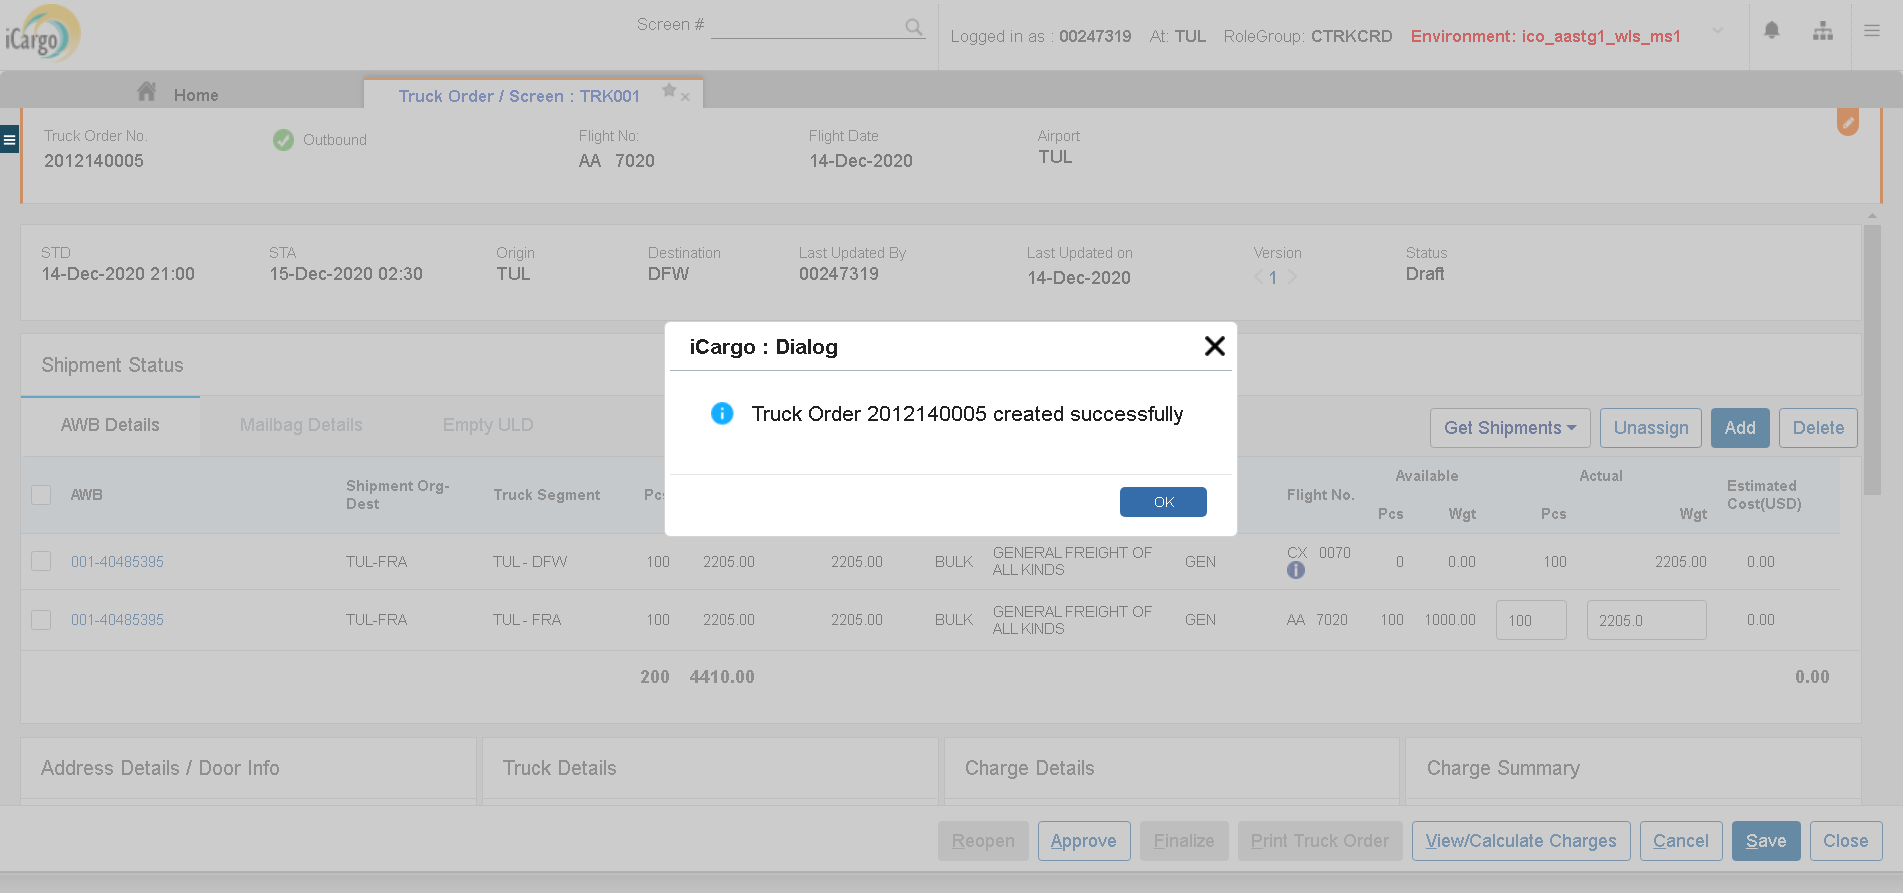 iCargo
Screen #
Logged in as : 00247319 At: TUL RoleGroup: CTRKCRD Environment: ico_aastg1_wls_ms1
Home
Truck Order / Screen : TRK001
Truck Order No. Outbound Flight No: Flight Date Airport
2012140005 AA 7020 14-Dec-2020 TUL
STD STA Origin Destination Last Updated By Last Updated on Version Status
14-Dec-2020 21:00 15-Dec-2020 02:30 TUL DFW 00247319 14-Dec-2020 1 Draft
iCargo : Dialog
Truck Order 2012140005 created successfully
OK
Shipment Status
AWB Details Mailbag Details Empty ULD Get Shipments Unassign Add Delete
AWB Shipment Org-Dest Truck Segment Flight No. Available Actual Estimated Cost(USD)
Pcs Wgt Pcs Wgt
001-40485395 TUL-FRA TUL - DFW 100 2205.00 2205.00 BULK GENERAL FREIGHT OF ALL KINDS GEN CX 0070 0 0.00 100 2205.00 0.00
001-40485395 TUL-FRA TUL - FRA 100 2205.00 2205.00 BULK GENERAL FREIGHT OF ALL KINDS GEN AA 7020 100 1000.00 100 2205.0 0.00
200 4410.00 0.00
Address Details / Door Info Truck Details Charge Details Charge Summary
Reopen Approve Finalize Print Truck Order View/Calculate Charges Cancel Save Close